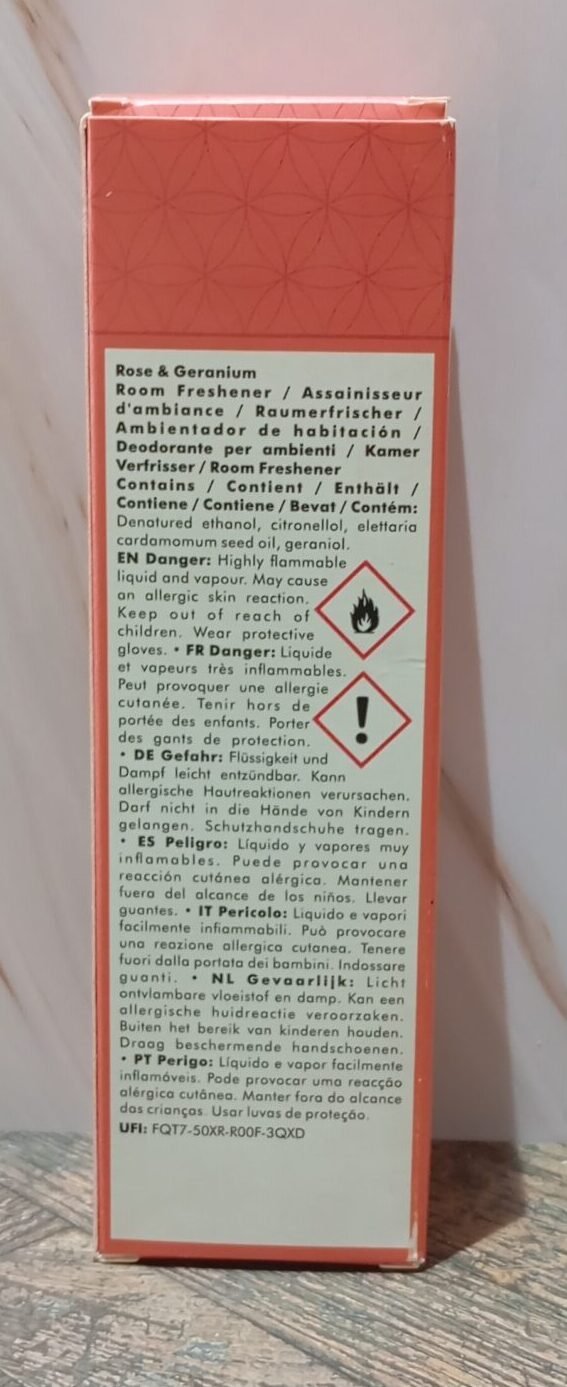 Rose & Geranium
Room Freshener / Assainisseur
d'ambiance / Raumerfrischer /
Ambientador de habitación /
Deodorante per ambienti / Kamer
Verfrisser / Room Freshener
Contains / Contient / Enthält /
Contiene / Contiene / Bevat / Contém:
Denatured ethanol, citronellol, elettaria
cardamomum seed oil, geraniol.
EN Danger: Highly flammable
liquid and vapour. May cause
an allergic skin reaction.
Keep out of reach of
children. Wear protective
gloves. • FR Danger: Liquide
et vapeurs très inflammables.
Peut provoquer une allergie
cutanée. Tenir hors de
portée des enfants. Porter
des gants de protection.
• DE Gefahr: Flüssigkeit und
Dampf leicht entzündbar. Kann
allergische Hautreaktionen verursachen.
Darf nicht in die Hände von Kindern
gelangen. Schutzhandschuhe tragen.
• ES Peligro: Líquido y vapores muy
inflamables. Puede provocar una
reacción cutánea alérgica. Mantener
fuera del alcance de los niños. Llevar
guantes. • IT Pericolo: Liquido e vapori
facilmente infiammabili. Può provocare
una reazione allergica cutanea. Tenere
fuori dalla portata dei bambini. Indossare
guanti. • NL Gevaarlijk: Licht
ontvlambare vloeistof en damp. Kan een
allergische huidreactie veroorzaken.
Buiten het bereik van kinderen houden.
Draag beschermende handschoenen.
• PT Perigo: Líquido e vapor facilmente
inflamáveis. Pode provocar uma reacção
alérgica cutânea. Manter fora do alcance
das crianças. Usar luvas de proteção.
UFI: FQT7-50XR-R00F-3QXD